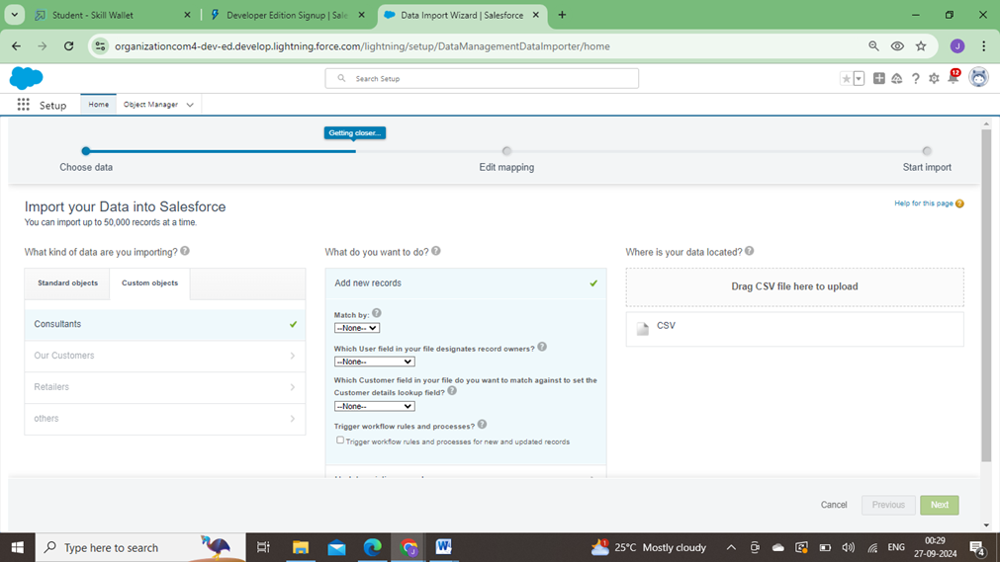 Student - Skill Wallet
Developer Edition Signup | Sale
Data Import Wizard | Salesforce
organizationcom4-dev-ed.develop.lightning.force.com/lightning/setup/DataManagementDataImporter/home
J
Search Setup
12
Setup
Home
Object Manager
Getting closer...
Choose data
Edit mapping
Start import
Import your Data into Salesforce
Help for this page
You can import up to 50,000 records at a time.
What kind of data are you importing?
What do you want to do?
Where is your data located?
Standard objects
Custom objects
Consultants
Our Customers
Retailers
others
Add new records
Match by:
--None--
Which User field in your file designates record owners?
--None--
Which Customer field in your file do you want to match against to set the
Customer details lookup field?
--None--
Trigger workflow rules and processes?
Trigger workflow rules and processes for new and updated records
Drag CSV file here to upload
CSV
Cancel
Previous
Next
Type here to search
25°C Mostly cloudy
ENG
00:29
27-09-2024
4